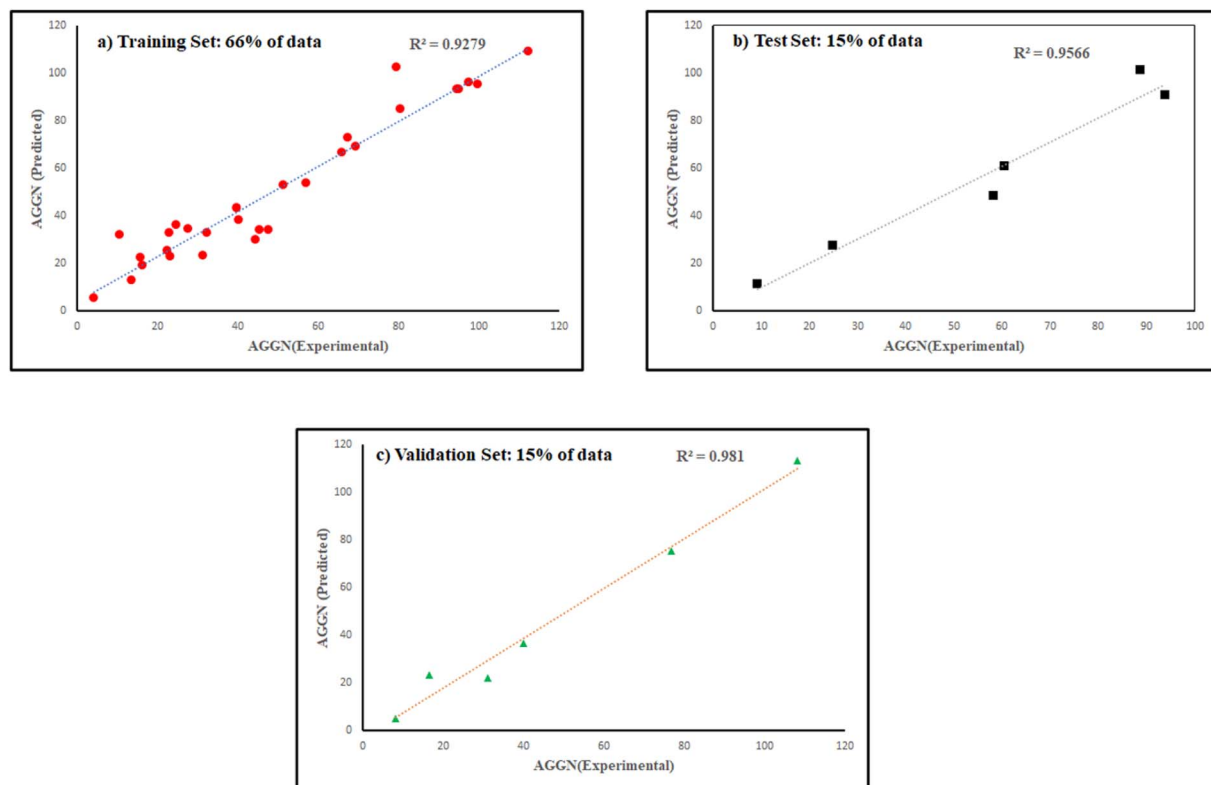 a) Training Set: 66% of data
R² = 0.9279
120
100
80
60
40
20
0
AGGN (Predicted)
0 20 40 60 80 100 120
AGGN(Experimental)
b) Test Set: 15% of data
R² = 0.9566
120
100
80
60
40
20
0
AGGN (Predicted)
0 10 20 30 40 50 60 70 80 90 100
AGGN(Experimental)
c) Validation Set: 15% of data
R² = 0.981
120
100
80
60
40
20
0
AGGN (Predicted)
0 20 40 60 80 100 120
AGGN(Experimental)